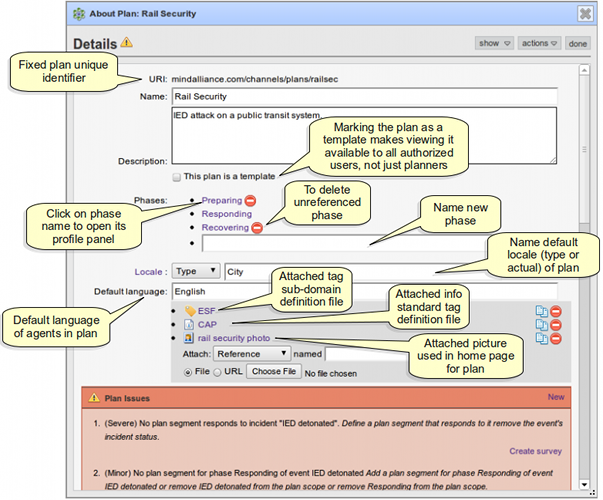 About Plan: Rail Security
Details
show
actions
done
Fixed plan unique
identifier
URI: mindalliance.com/channels/plans/railsec
Name: Rail Security
IED attack on a public transit system.
Description:
Marking the plan as a
template makes viewing it
available to all authorized
users, not just planners
This plan is a template
Phases:
Preparing
Responding
Recovering
To delete
unreferenced
phase
Click on phase
name to open its
profile panel
Name new
phase
Name default
locale (type or
actual) of plan
Locale : Type City
Default language: English
Default language
of agents in plan
Attached tag
sub-domain
definition file
Attached info
standard tag
definition file
ESF
CAP
rail security photo
Attached picture
used in home page
for plan
Attach: Reference named
File URL Choose File No file chosen
Plan Issues
New
1. (Severe) No plan segment responds to incident "IED detonated". Define a plan segment that responds to it remove the event's
incident status.
Create survey
2. (Minor) No plan segment for phase Responding of event IED detonated Add a plan segment for phase Responding of event
IED detonated or remove IED detonated from the plan scope or remove Responding from the plan scope.